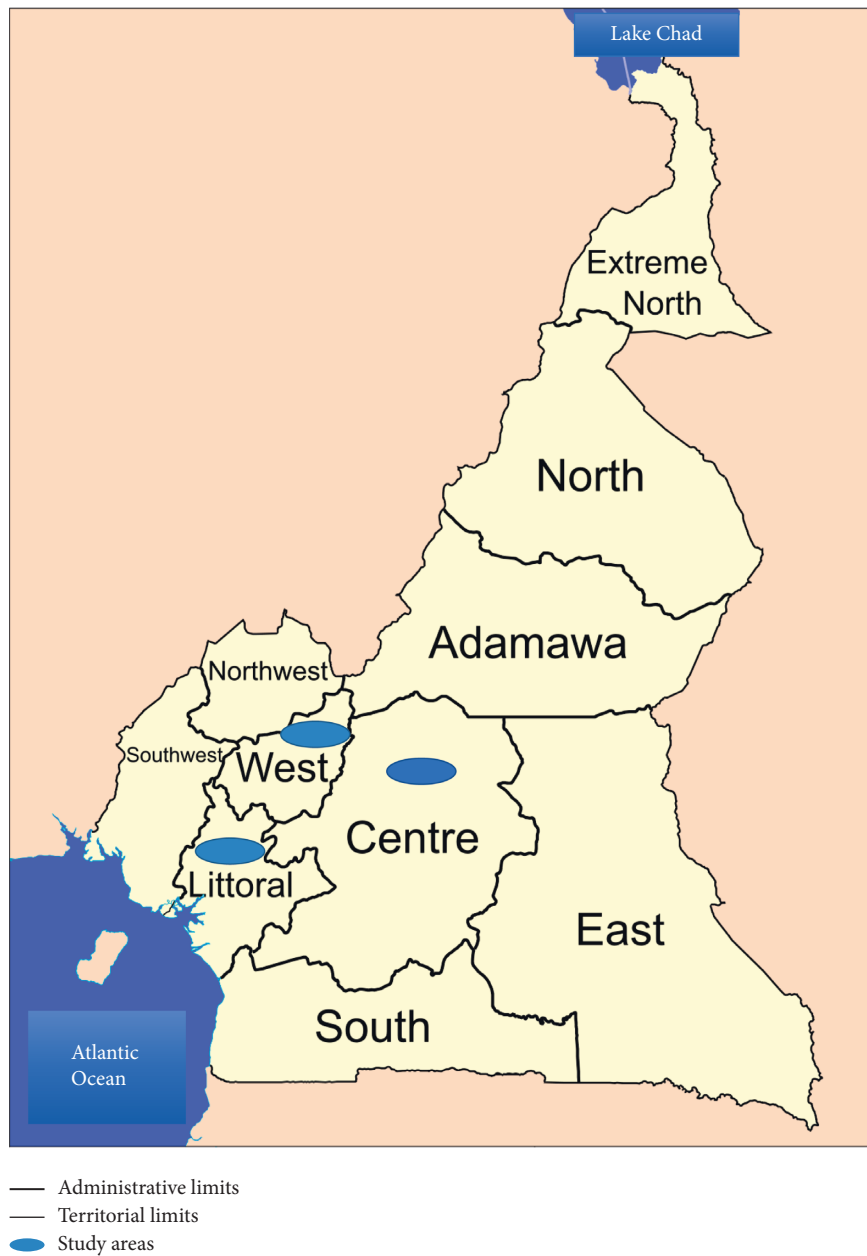 Lake Chad
Extreme
North
North
Adamawa
Northwest
Southwest
West
Centre
Littoral
East
South
Atlantic
Ocean
Administrative limits
Territorial limits
Study areas